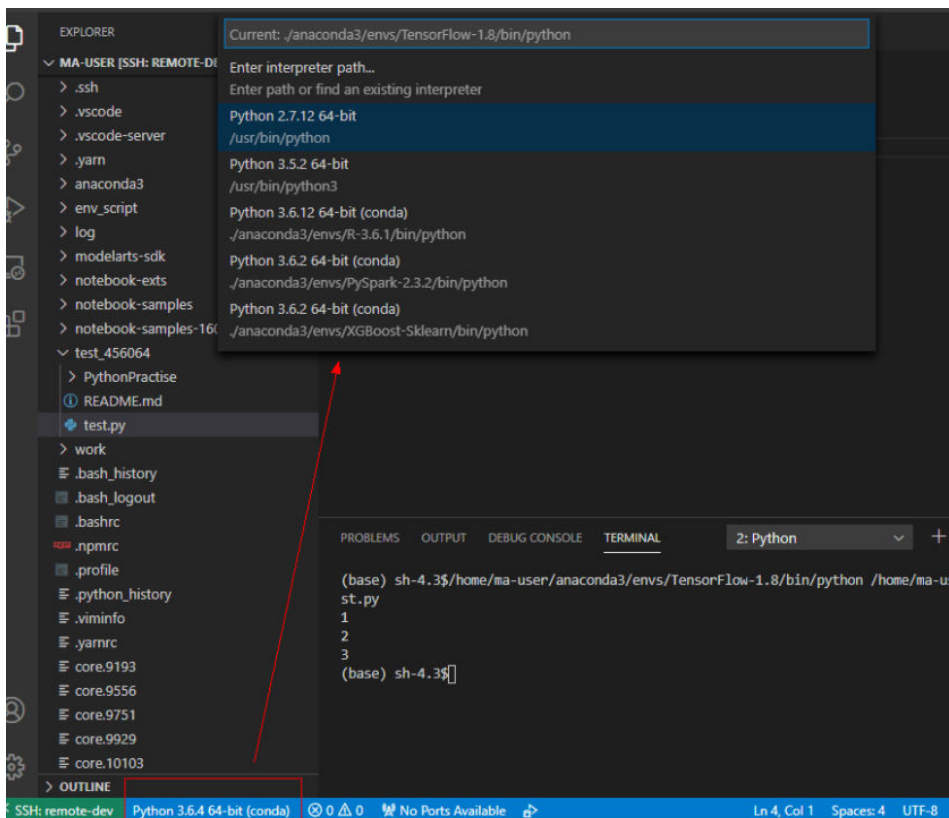 EXPLORER
MA-USER [SSH: REMOTE-DE
.ssh
.vscode
.vscode-server
.yarn
anaconda3
env_script
log
modelarts-sdk
notebook-exts
notebook-samples
notebook-samples-160
test_456064
PythonPractise
README.md
test.py
work
.bash_history
.bash_logout
.bashrc
.npmrc
.profile
.python_history
.viminfo
.yarnrc
core.9193
core.9556
core.9751
core.9929
core.10103
OUTLINE
Current: ./anaconda3/envs/TensorFlow-1.8/bin/python
Enter interpreter path...
Enter path or find an existing interpreter
Python 2.7.12 64-bit
/usr/bin/python
Python 3.5.2 64-bit
/usr/bin/python3
Python 3.6.12 64-bit (conda)
./anaconda3/envs/R-3.6.1/bin/python
Python 3.6.2 64-bit (conda)
./anaconda3/envs/PySpark-2.3.2/bin/python
Python 3.6.2 64-bit (conda)
./anaconda3/envs/XGBoost-Sklearn/bin/python
PROBLEMS OUTPUT DEBUG CONSOLE TERMINAL 2: Python
(base) sh-4.3$/home/ma-user/anaconda3/envs/TensorFlow-1.8/bin/python /home/ma-us
st.py
1
2
3
(base) sh-4.3$
SSH: remote-dev Python 3.6.4 64-bit (conda) 0 0 No Ports Available Ln 4, Col 1 Spaces: 4 UTF-8